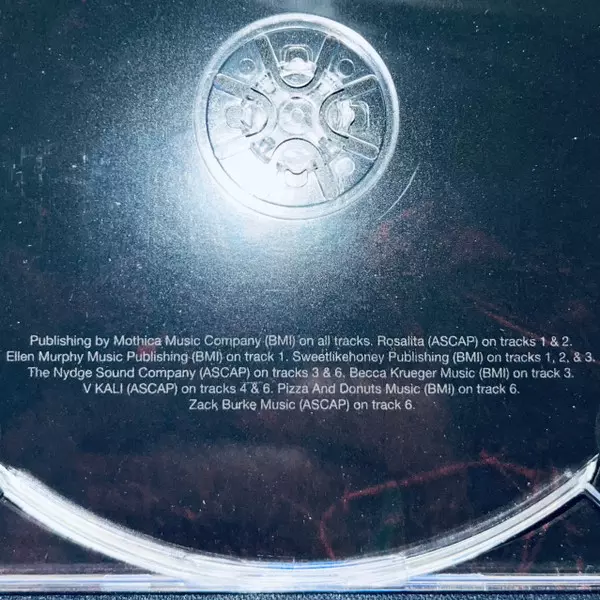 Publishing by Mothica Music Company (BMI) on all tracks. Rosalita (ASCAP) on tracks 1 & 2.
Ellen Murphy Music Publishing (BMI) on track 1. Sweetlikehoney Publishing (BMI) on tracks 1, 2, & 3.
The Nydge Sound Company (ASCAP) on tracks 3 & 6. Becca Krueger Music (BMI) on track 3.
V KALI (ASCAP) on tracks 4 & 6. Pizza And Donuts Music (BMI) on track 6.
Zack Burke Music (ASCAP) on track 6.